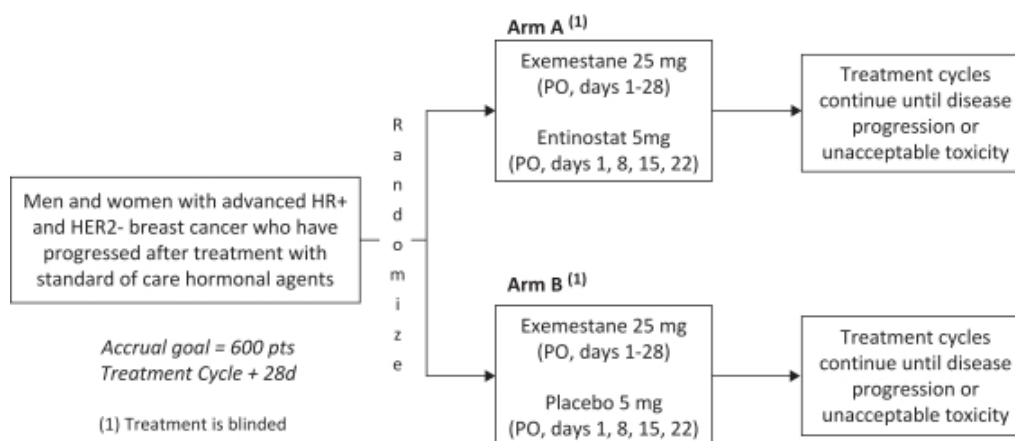 Men and women with advanced HR+
and HER2- breast cancer who have
progressed after treatment with
standard of care hormonal agents
Accrual goal = 600 pts
Treatment Cycle + 28d
(1) Treatment is blinded
Randomize
Arm A (1)
Exemestane 25 mg
(PO, days 1-28)
Entinostat 5mg
(PO, days 1, 8, 15, 22)
Treatment cycles
continue until disease
progression or
unacceptable toxicity
Arm B (1)
Exemestane 25 mg
(PO, days 1-28)
Placebo 5 mg
(PO, days 1, 8, 15, 22)
Treatment cycles
continue until disease
progression or
unacceptable toxicity